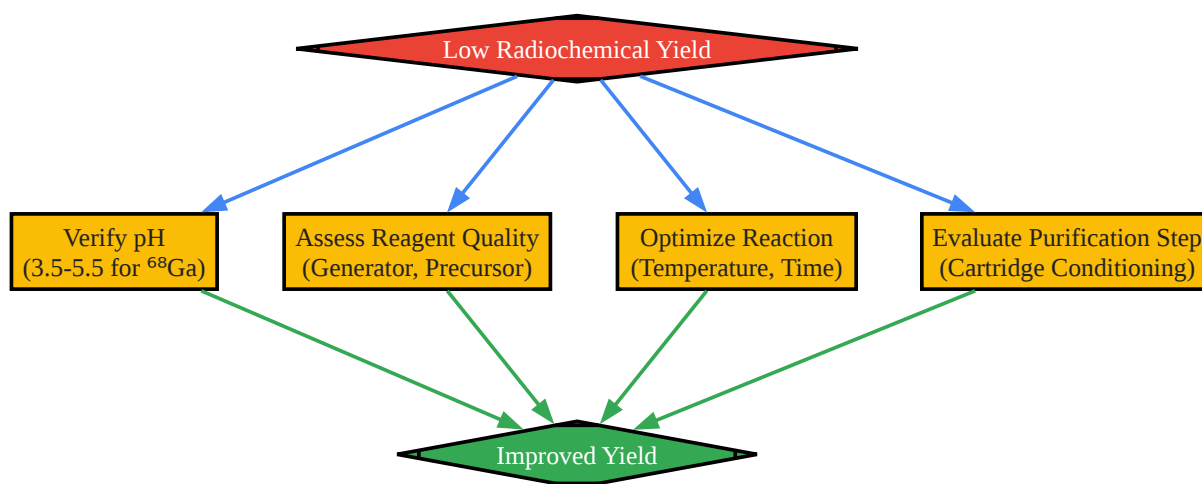 Low Radiochemical Yield
Verify pH
(3.5-5.5 for ⁶⁸Ga)
Assess Reagent Quality
(Generator, Precursor)
Optimize Reaction
(Temperature, Time)
Evaluate Purification Step
(Cartridge Conditioning)
Improved Yield